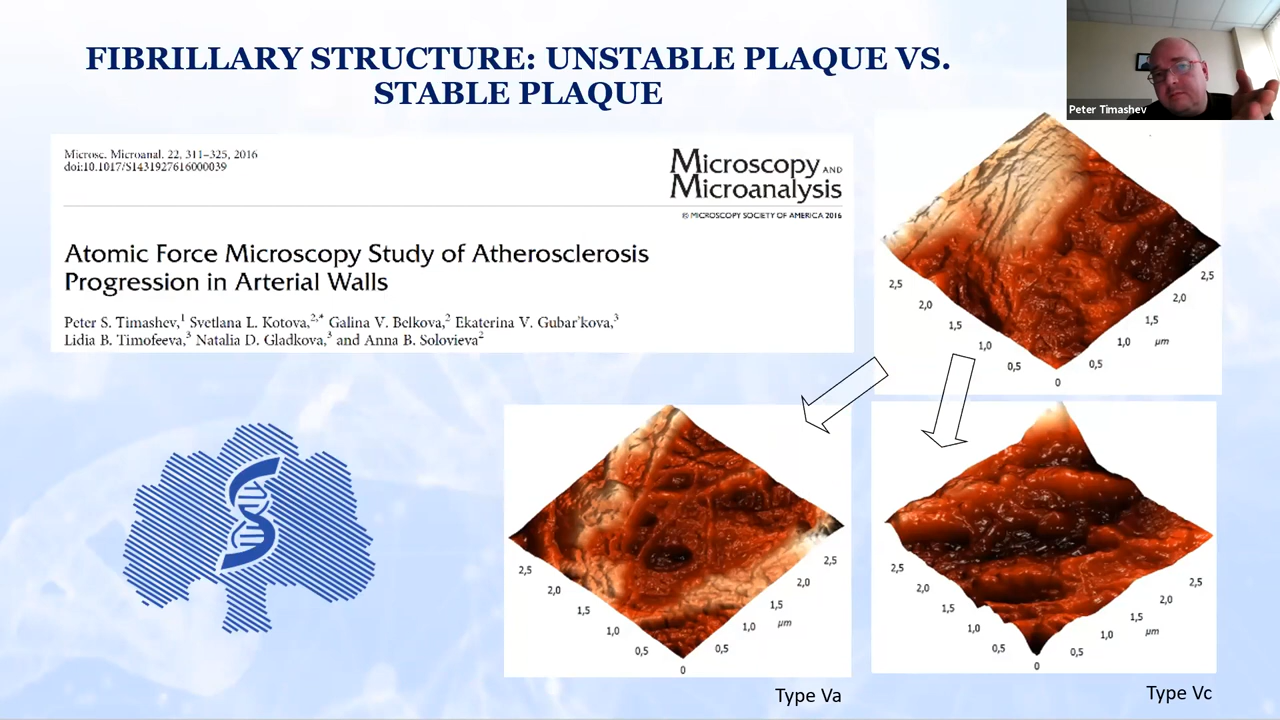 FIBRILLARY STRUCTURE: UNSTABLE PLAQUE VS.
STABLE PLAQUE
Peter Timashev
Microsc. Microanal. 22, 311–325, 2016
doi:10.1017/S1431927616000039
Microscopy AND
Microanalysis
© MICROSCOPY SOCIETY OF AMERICA 2016
Atomic Force Microscopy Study of Atherosclerosis
Progression in Arterial Walls
Peter S. Timashev,1 Svetlana L. Kotova,2,* Galina V. Belkova,2 Ekaterina V. Gubar'kova,3
Lidia B. Timofeeva,3 Natalia D. Gladkova,3 and Anna B. Solovieva2
2,5
2,0
1,5
1,0
0,5
0
0,5
1,0
1,5
2,0
2,5
µm
2,5
2,0
1,5
1,0
0,5
0
0,5
1,0
1,5
2,0
2,5
µm
Type Va
2,5
2,0
1,5
1,0
0,5
0
0,5
1,0
1,5
2,0
2,5
µm
Type Vc